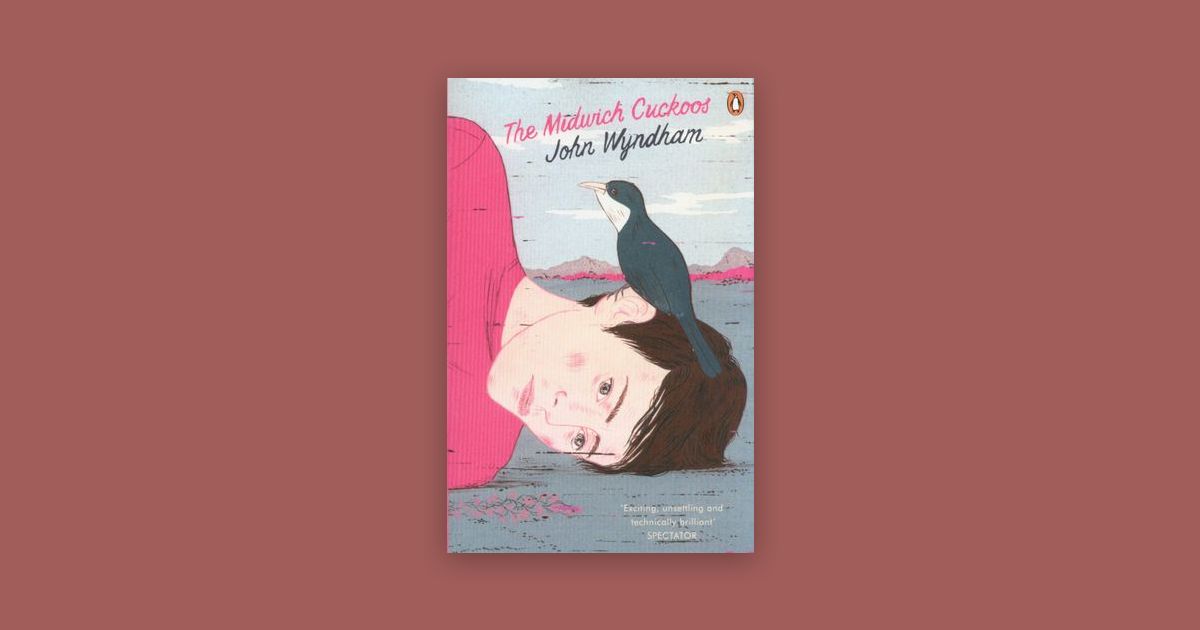 The Midwich Cuckoos
John Wyndham
'Exciting, unsettling and
technically brilliant'
SPECTATOR